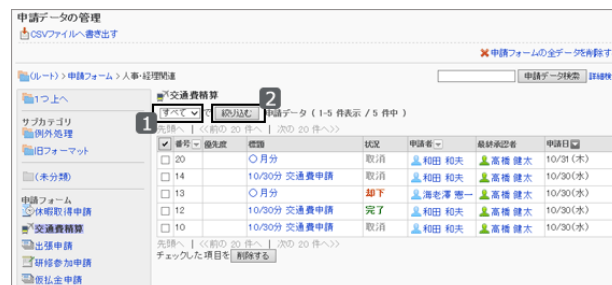 申請データの管理
CSVファイルへ書き出す
申請フォームの全データを削除す
(ルート) > 申請フォーム > 人事・経理関連
申請データ検索 詳細検
1つ上へ
サブカテゴリ
例外処理
旧フォーマット
(未分類)
申請フォーム
休暇取得申請
交通費精算
出張申請
研修参加申請
仮払金申請
交通費精算
1 2
すべて で 絞り込む 申請データ ( 1-5 件表示 / 5 件中 )
先頭へ | <<前の 20 件へ | 次の 20 件へ>>
番号 優先度 標題 状況 申請者 最終承認者 申請日
20 〇月分 取消 和田 和夫 高橋 健太 10/31(木)
14 10/30分 交通費申請 取消 和田 和夫 高橋 健太 10/30(水)
13 〇月分 却下 海老澤 憲一 高橋 健太 10/30(水)
12 10/30分 交通費申請 完了 和田 和夫 高橋 健太 10/30(水)
10 10/30分 交通費申請 取消 和田 和夫 高橋 健太 10/30(水)
先頭へ | <<前の 20 件へ | 次の 20 件へ>>
チェックした項目を 削除する